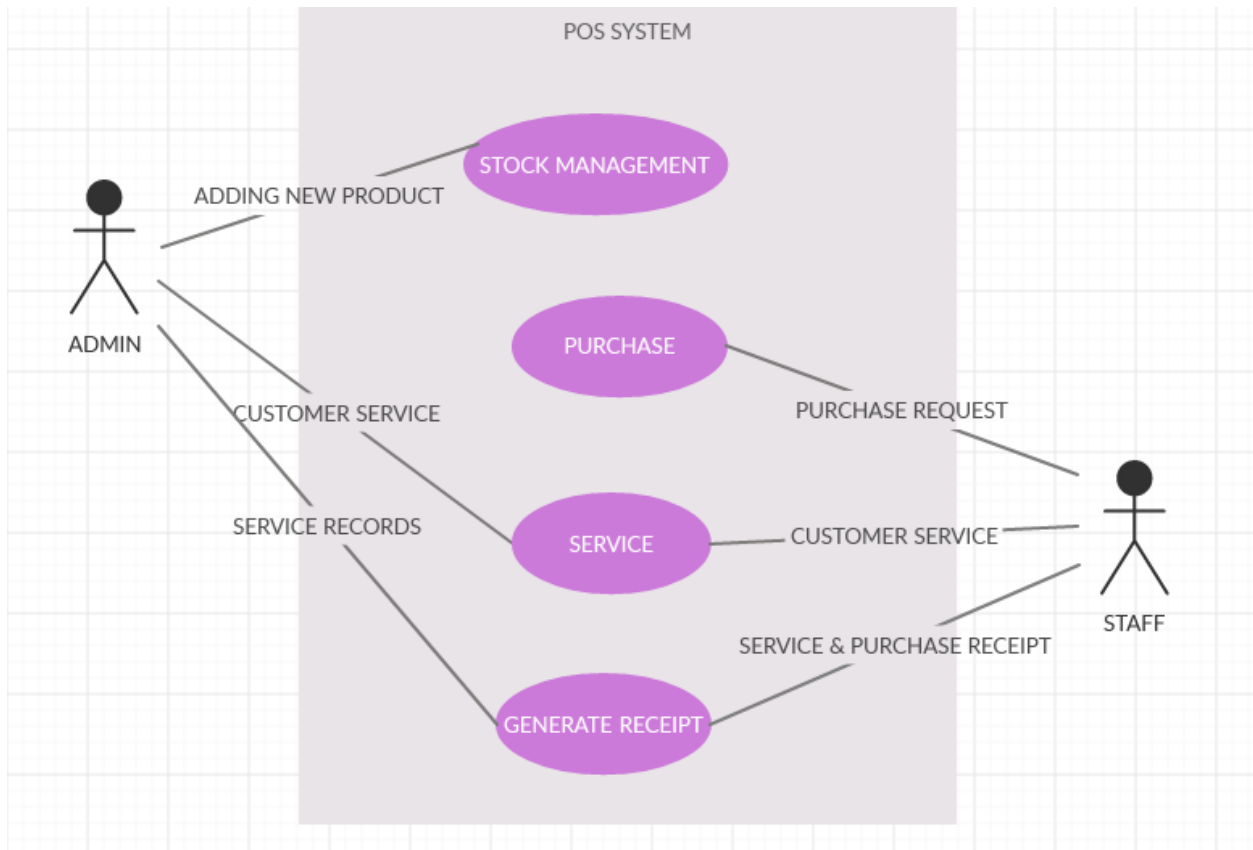 POS SYSTEM
STOCK MANAGEMENT
ADDING NEW PRODUCT
ADMIN
PURCHASE
PURCHASE REQUEST
CUSTOMER SERVICE
SERVICE RECORDS
SERVICE
CUSTOMER SERVICE
STAFF
SERVICE & PURCHASE RECEIPT
GENERATE RECEIPT